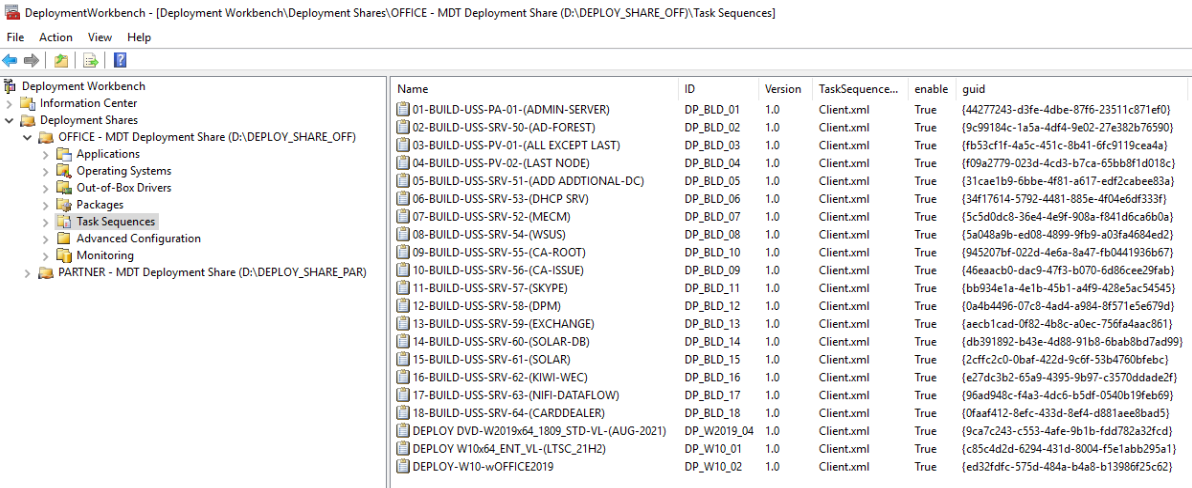 DeploymentWorkbench - [Deployment Workbench\Deployment Shares\OFFICE - MDT Deployment Share (D:\DEPLOY_SHARE_OFF)\Task Sequences]
File Action View Help
Deployment Workbench
Information Center
Deployment Shares
OFFICE - MDT Deployment Share (D:\DEPLOY_SHARE_OFF)
Applications
Operating Systems
Out-of-Box Drivers
Packages
Task Sequences
Advanced Configuration
Monitoring
PARTNER - MDT Deployment Share (D:\DEPLOY_SHARE_PAR)
Name ID Version TaskSequence... enable guid
01-BUILD-USS-PA-01-(ADMIN-SERVER) DP_BLD_01 1.0 Client.xml True {44277243-d3fe-4dbe-87f6-23511c871ef0}
02-BUILD-USS-SRV-50-(AD-FOREST) DP_BLD_02 1.0 Client.xml True {9c99184c-1a5a-4df4-9e02-27e382b76590}
03-BUILD-USS-PV-01-(ALL EXCEPT LAST) DP_BLD_03 1.0 Client.xml True {fb53cf1f-4a5c-451c-8b41-6fc9119cea4a}
04-BUILD-USS-PV-02-(LAST NODE) DP_BLD_04 1.0 Client.xml True {f09a2779-023d-4cd3-b7ca-65bb8f1d018c}
05-BUILD-USS-SRV-51-(ADD ADDTIONAL-DC) DP_BLD_05 1.0 Client.xml True {31cae1b9-6bbe-4f81-a617-edf2cabee83a}
06-BUILD-USS-SRV-53-(DHCP SRV) DP_BLD_06 1.0 Client.xml True {34f17614-5792-4481-885e-4f04e6df333f}
07-BUILD-USS-SRV-52-(MECM) DP_BLD_07 1.0 Client.xml True {5c5d0dc8-36e4-4e9f-908a-f841d6ca6b0a}
08-BUILD-USS-SRV-54-(WSUS) DP_BLD_08 1.0 Client.xml True {5a048a9b-ed08-4899-9fb9-a03fa4684ed2}
09-BUILD-USS-SRV-55-(CA-ROOT) DP_BLD_10 1.0 Client.xml True {945207bf-022d-4e6a-8a47-fb0441936b67}
10-BUILD-USS-SRV-56-(CA-ISSUE) DP_BLD_09 1.0 Client.xml True {46eaacb0-dac9-47f3-b070-6d86cee29fab}
11-BUILD-USS-SRV-57-(SKYPE) DP_BLD_11 1.0 Client.xml True {bb934e1a-4e1b-45b1-a4f9-428e5ac54545}
12-BUILD-USS-SRV-58-(DPM) DP_BLD_12 1.0 Client.xml True {0a4b4496-07c8-4ad4-a984-8f571e5e679d}
13-BUILD-USS-SRV-59-(EXCHANGE) DP_BLD_13 1.0 Client.xml True {aecb1cad-0f82-4b8c-a0ec-756fa4aac861}
14-BUILD-USS-SRV-60-(SOLAR-DB) DP_BLD_14 1.0 Client.xml True {db391892-b43e-4d88-91b8-6bab8bd7ad99}
15-BUILD-USS-SRV-61-(SOLAR) DP_BLD_15 1.0 Client.xml True {2cffc2c0-0baf-422d-9c6f-53b4760bfebc}
16-BUILD-USS-SRV-62-(KIWI-WEC) DP_BLD_16 1.0 Client.xml True {e27dc3b2-65a9-4395-9b97-c3570ddade2f}
17-BUILD-USS-SRV-63-(NIFI-DATAFLOW) DP_BLD_17 1.0 Client.xml True {96ad948c-f4a3-4dc6-b5df-0540b19feb69}
18-BUILD-USS-SRV-64-(CARDDEALER) DP_BLD_18 1.0 Client.xml True {0faaf412-8efc-433d-8ef4-d881aee8bad5}
DEPLOY DVD-W2019x64_1809_STD-VL-(AUG-2021) DP_W2019_04 1.0 Client.xml True {9ca7c243-c553-4afe-9b1b-fdd782a32fcd}
DEPLOY W10x64_ENT_VL-(LTSC_21H2) DP_W10_01 1.0 Client.xml True {c85c4d2d-6294-431d-8004-f5e1abb295a1}
DEPLOY-W10-wOFFICE2019 DP_W10_02 1.0 Client.xml True {ed32fdfc-575d-484a-b4a8-b13986f25c62}